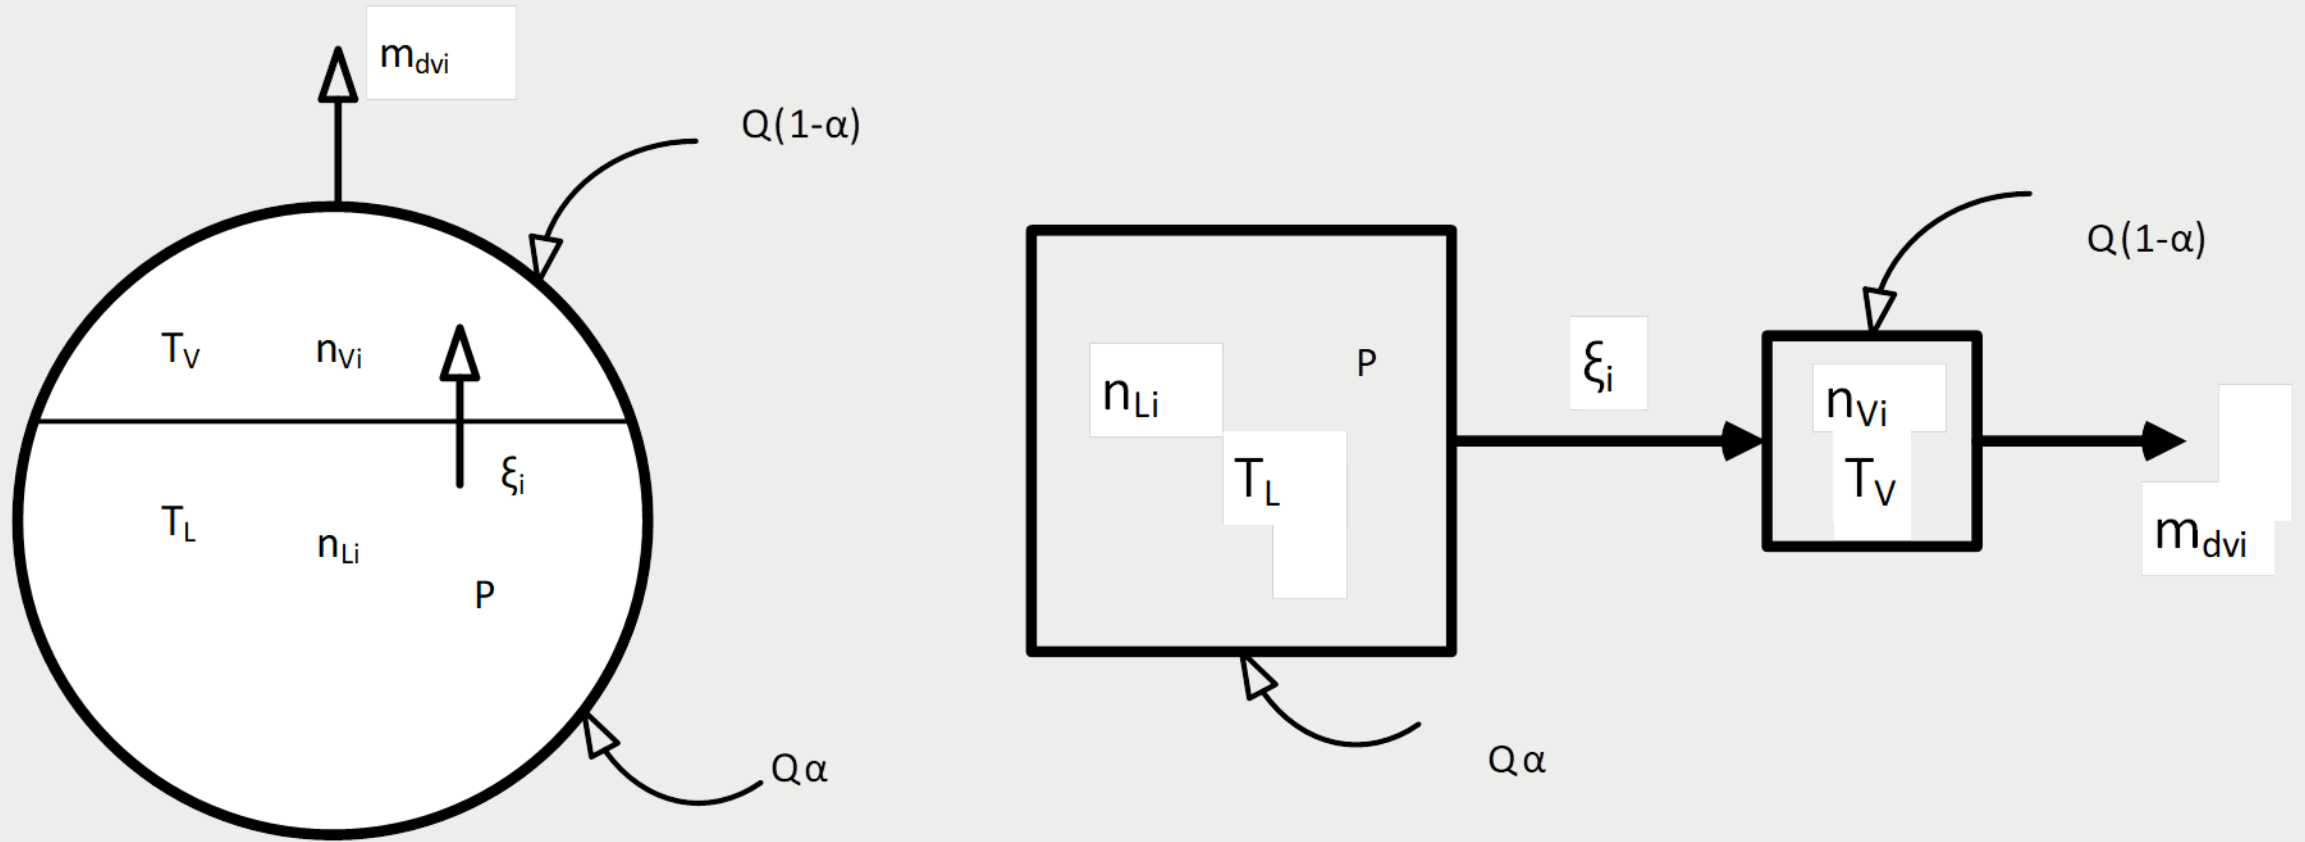 m_dvi
Q(1-α)
T_V n_Vi
ξ_i
T_L n_Li
P
Qα
Q(1-α)
ξ_i
P
n_Li
n_Vi
T_L
T_V
m_dvi
Qα